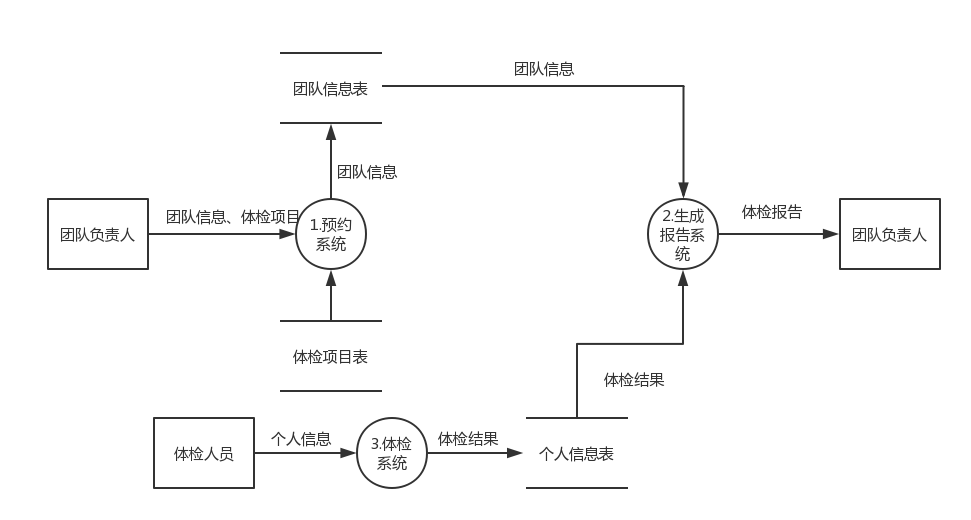 团队信息
团队信息表
团队信息
团队信息、体检项目
团队负责人
1.预约
系统
2.生成
报告系
统
体检报告
团队负责人
体检项目表
体检结果
体检人员
个人信息
3.体检
系统
体检结果
个人信息表